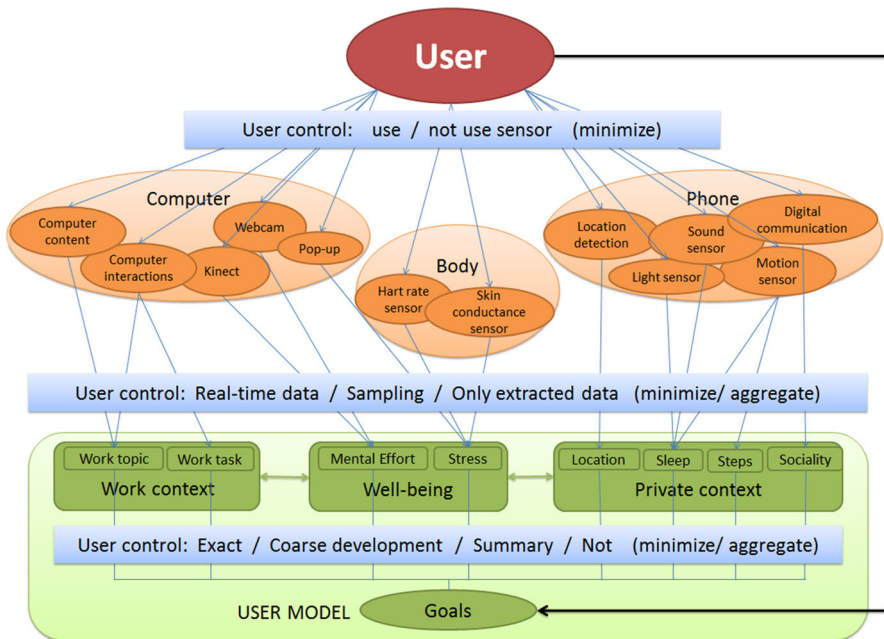 User
User control: use / not use sensor (minimize)
Computer
Computer
content
Computer
interactions
Kinect
Webcam
Pop-up
Body
Hart rate
sensor
Skin
conductance
sensor
Phone
Location
detection
Sound
sensor
Digital
communication
Light sensor
Motion
sensor
User control: Real-time data / Sampling / Only extracted data (minimize/ aggregate)
Work topic
Work task
Work context
Mental Effort
Stress
Well-being
Location
Sleep
Steps
Sociality
Private context
User control: Exact / Coarse development / Summary / Not (minimize/ aggregate)
USER MODEL
Goals